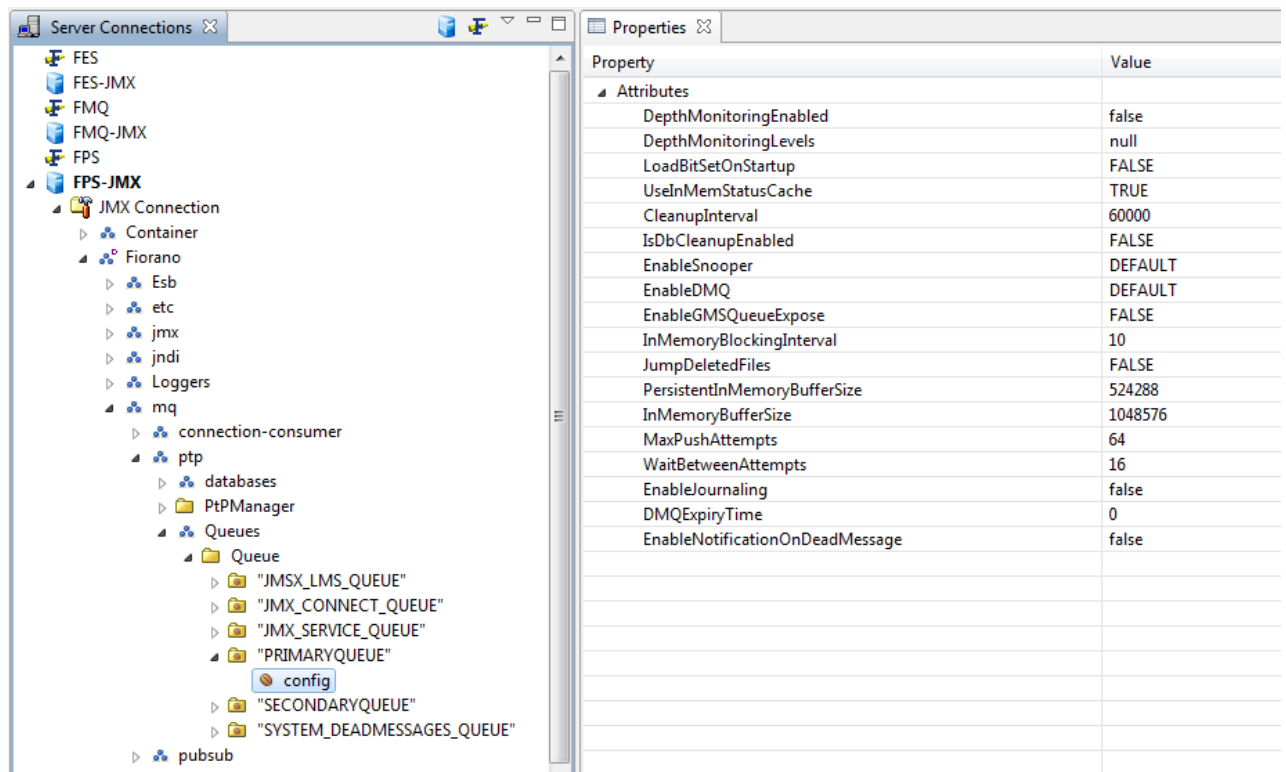 Server Connections
FES
FES-JMX
FMQ
FMQ-JMX
FPS
FPS-JMX
JMX Connection
Container
Fiorano
Esb
etc
jmx
jndi
Loggers
mq
connection-consumer
ptp
databases
PtPManager
Queues
Queue
"JMSX_LMS_QUEUE"
"JMX_CONNECT_QUEUE"
"JMX_SERVICE_QUEUE"
"PRIMARYQUEUE"
config
"SECONDARYQUEUE"
"SYSTEM_DEADMESSAGES_QUEUE"
pubsub
Properties
Property Value
Attributes
DepthMonitoringEnabled false
DepthMonitoringLevels null
LoadBitSetOnStartup FALSE
UseInMemStatusCache TRUE
CleanupInterval 60000
IsDbCleanupEnabled FALSE
EnableSnooper DEFAULT
EnableDMQ DEFAULT
EnableGMSQueueExpose FALSE
InMemoryBlockingInterval 10
JumpDeletedFiles FALSE
PersistentInMemoryBufferSize 524288
InMemoryBufferSize 1048576
MaxPushAttempts 64
WaitBetweenAttempts 16
EnableJournaling false
DMQExpiryTime 0
EnableNotificationOnDeadMessage false